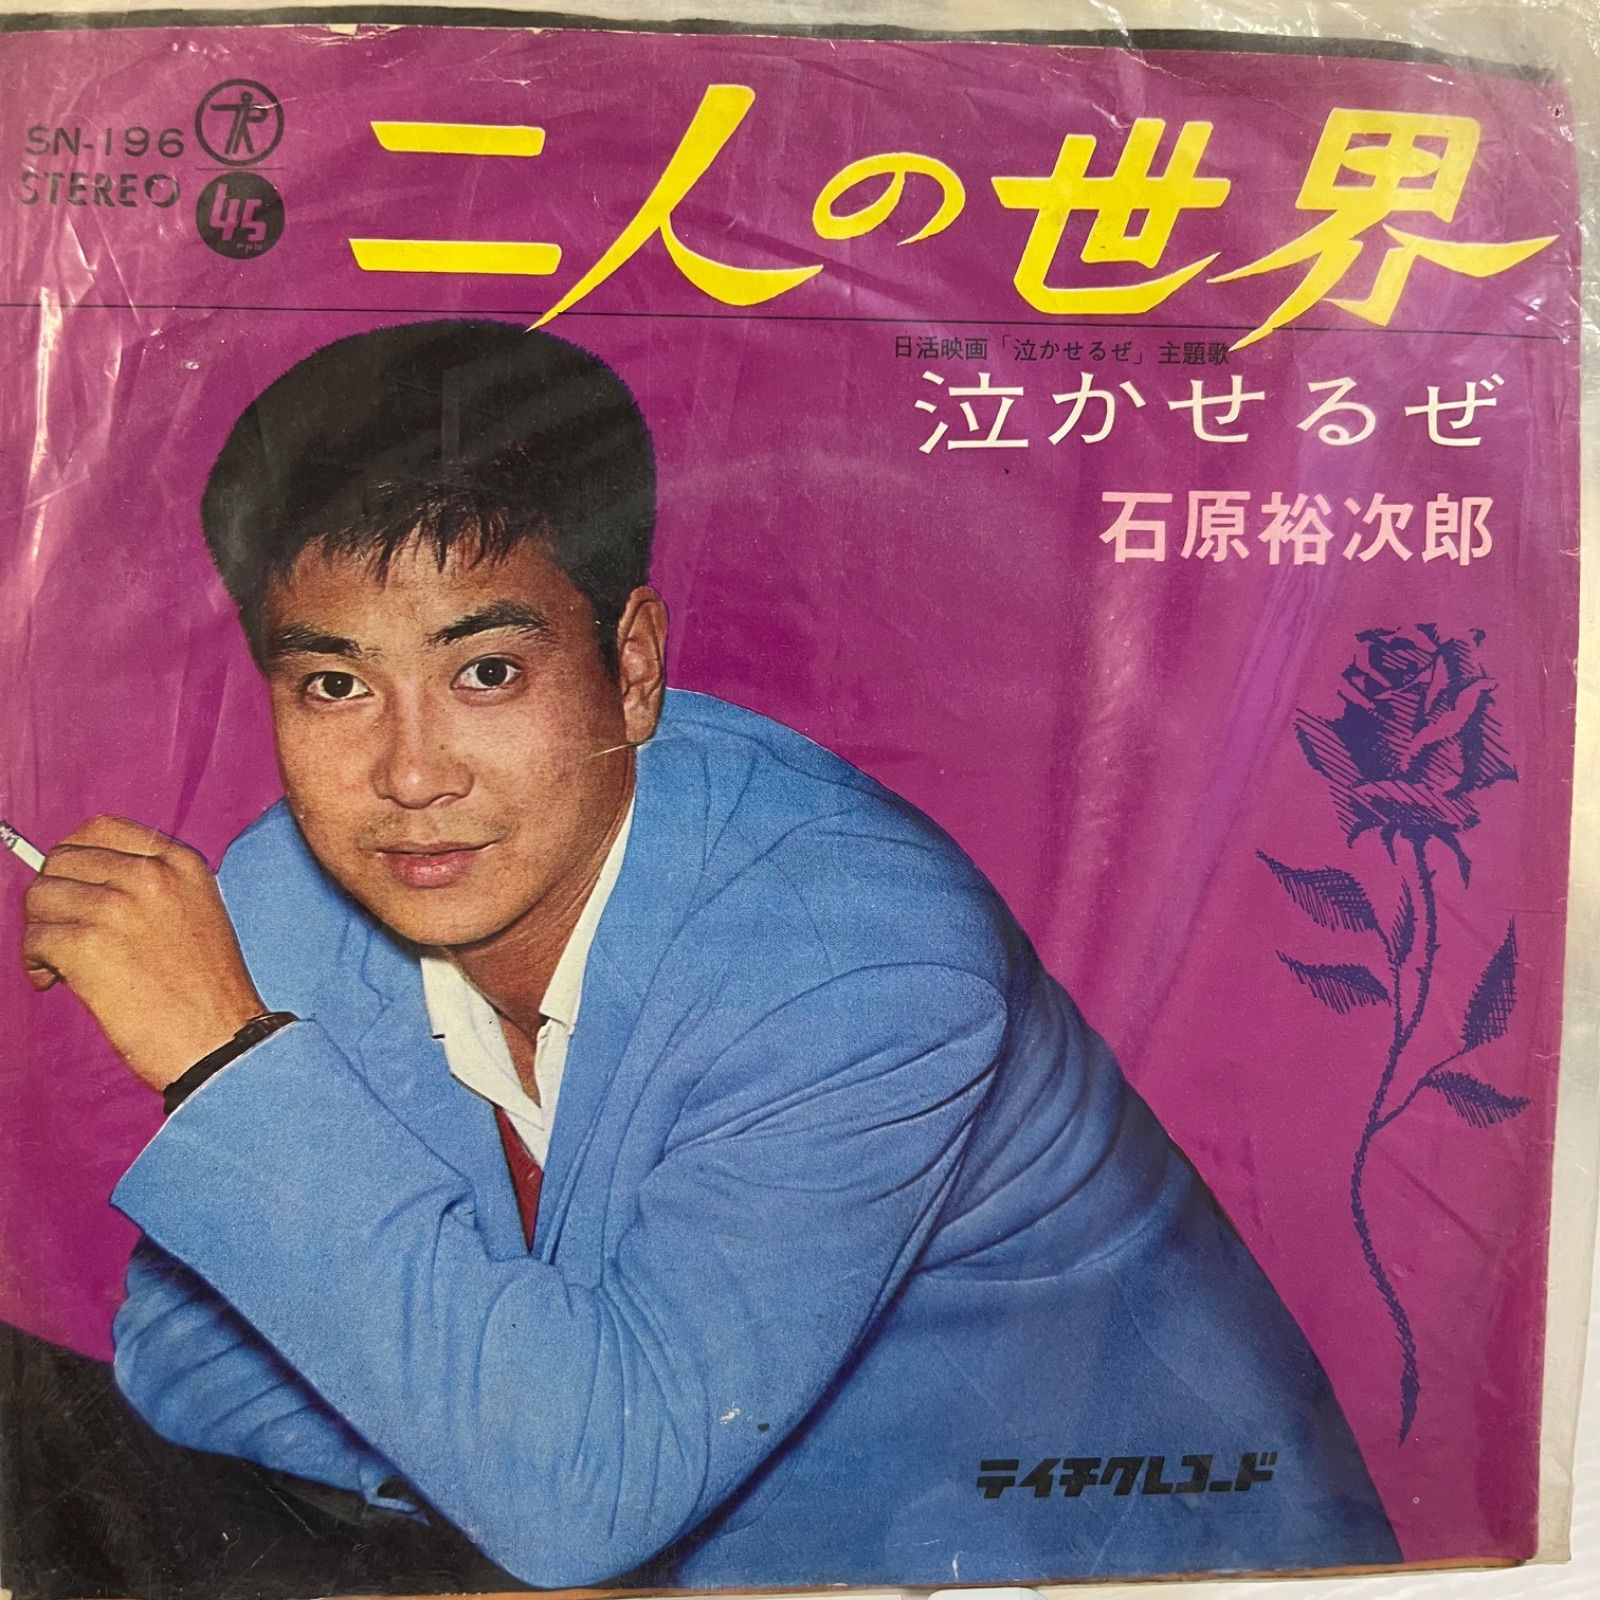 SN-196
STEREO
45
rpm
二人の世界
日活映画「泣かせるぜ」主題歌
泣かせるぜ
石原裕次郎
テイチクレコード